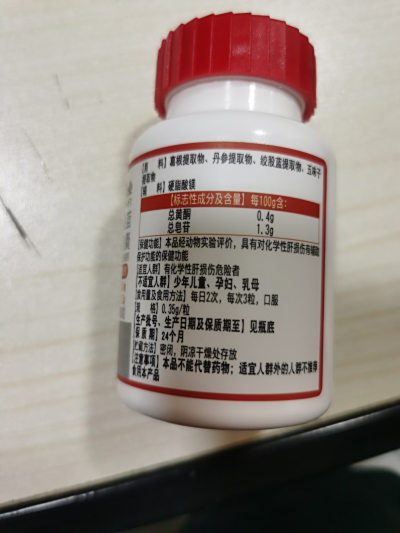 【原　料】葛根提取物、丹参提取物、绞股蓝提取物、五味子
提取物
【辅　料】硬脂酸镁
【标志性成分及含量】每100g含：
总黄酮　0.4g
总皂苷　1.3g
【保健功能】本品经动物实验评价，具有对化学性肝损伤有辅助
保护功能的保健功能
【适宜人群】有化学性肝损伤危险者
【不适宜人群】少年儿童、孕妇、乳母
【食用量及食用方法】每日2次，每次3粒，口服
【规　格】0.35g/粒
【生产批号、生产日期及保质期至】见瓶底
【保 质 期】24个月
【贮藏方法】密闭，阴凉干燥处存放
【注意事项】本品不能代替药物；适宜人群外的人群不推荐
食用本产品